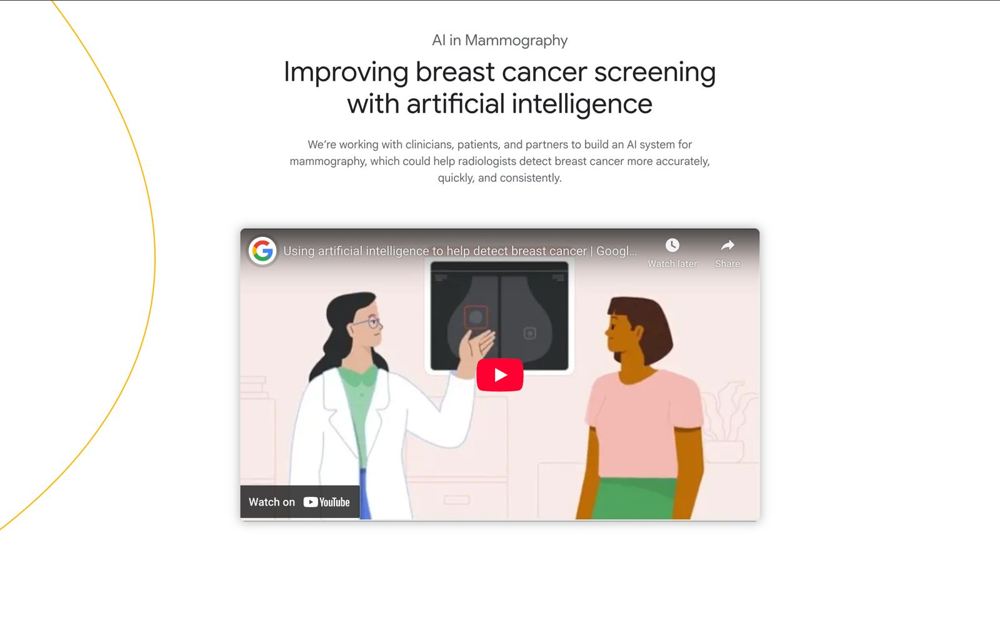 AI in Mammography
Improving breast cancer screening
with artificial intelligence
We’re working with clinicians, patients, and partners to build an AI system for
mammography, which could help radiologists detect breast cancer more accurately,
quickly, and consistently.
Using artificial intelligence to help detect breast cancer | Googl...
Watch later
Share
Watch on YouTube